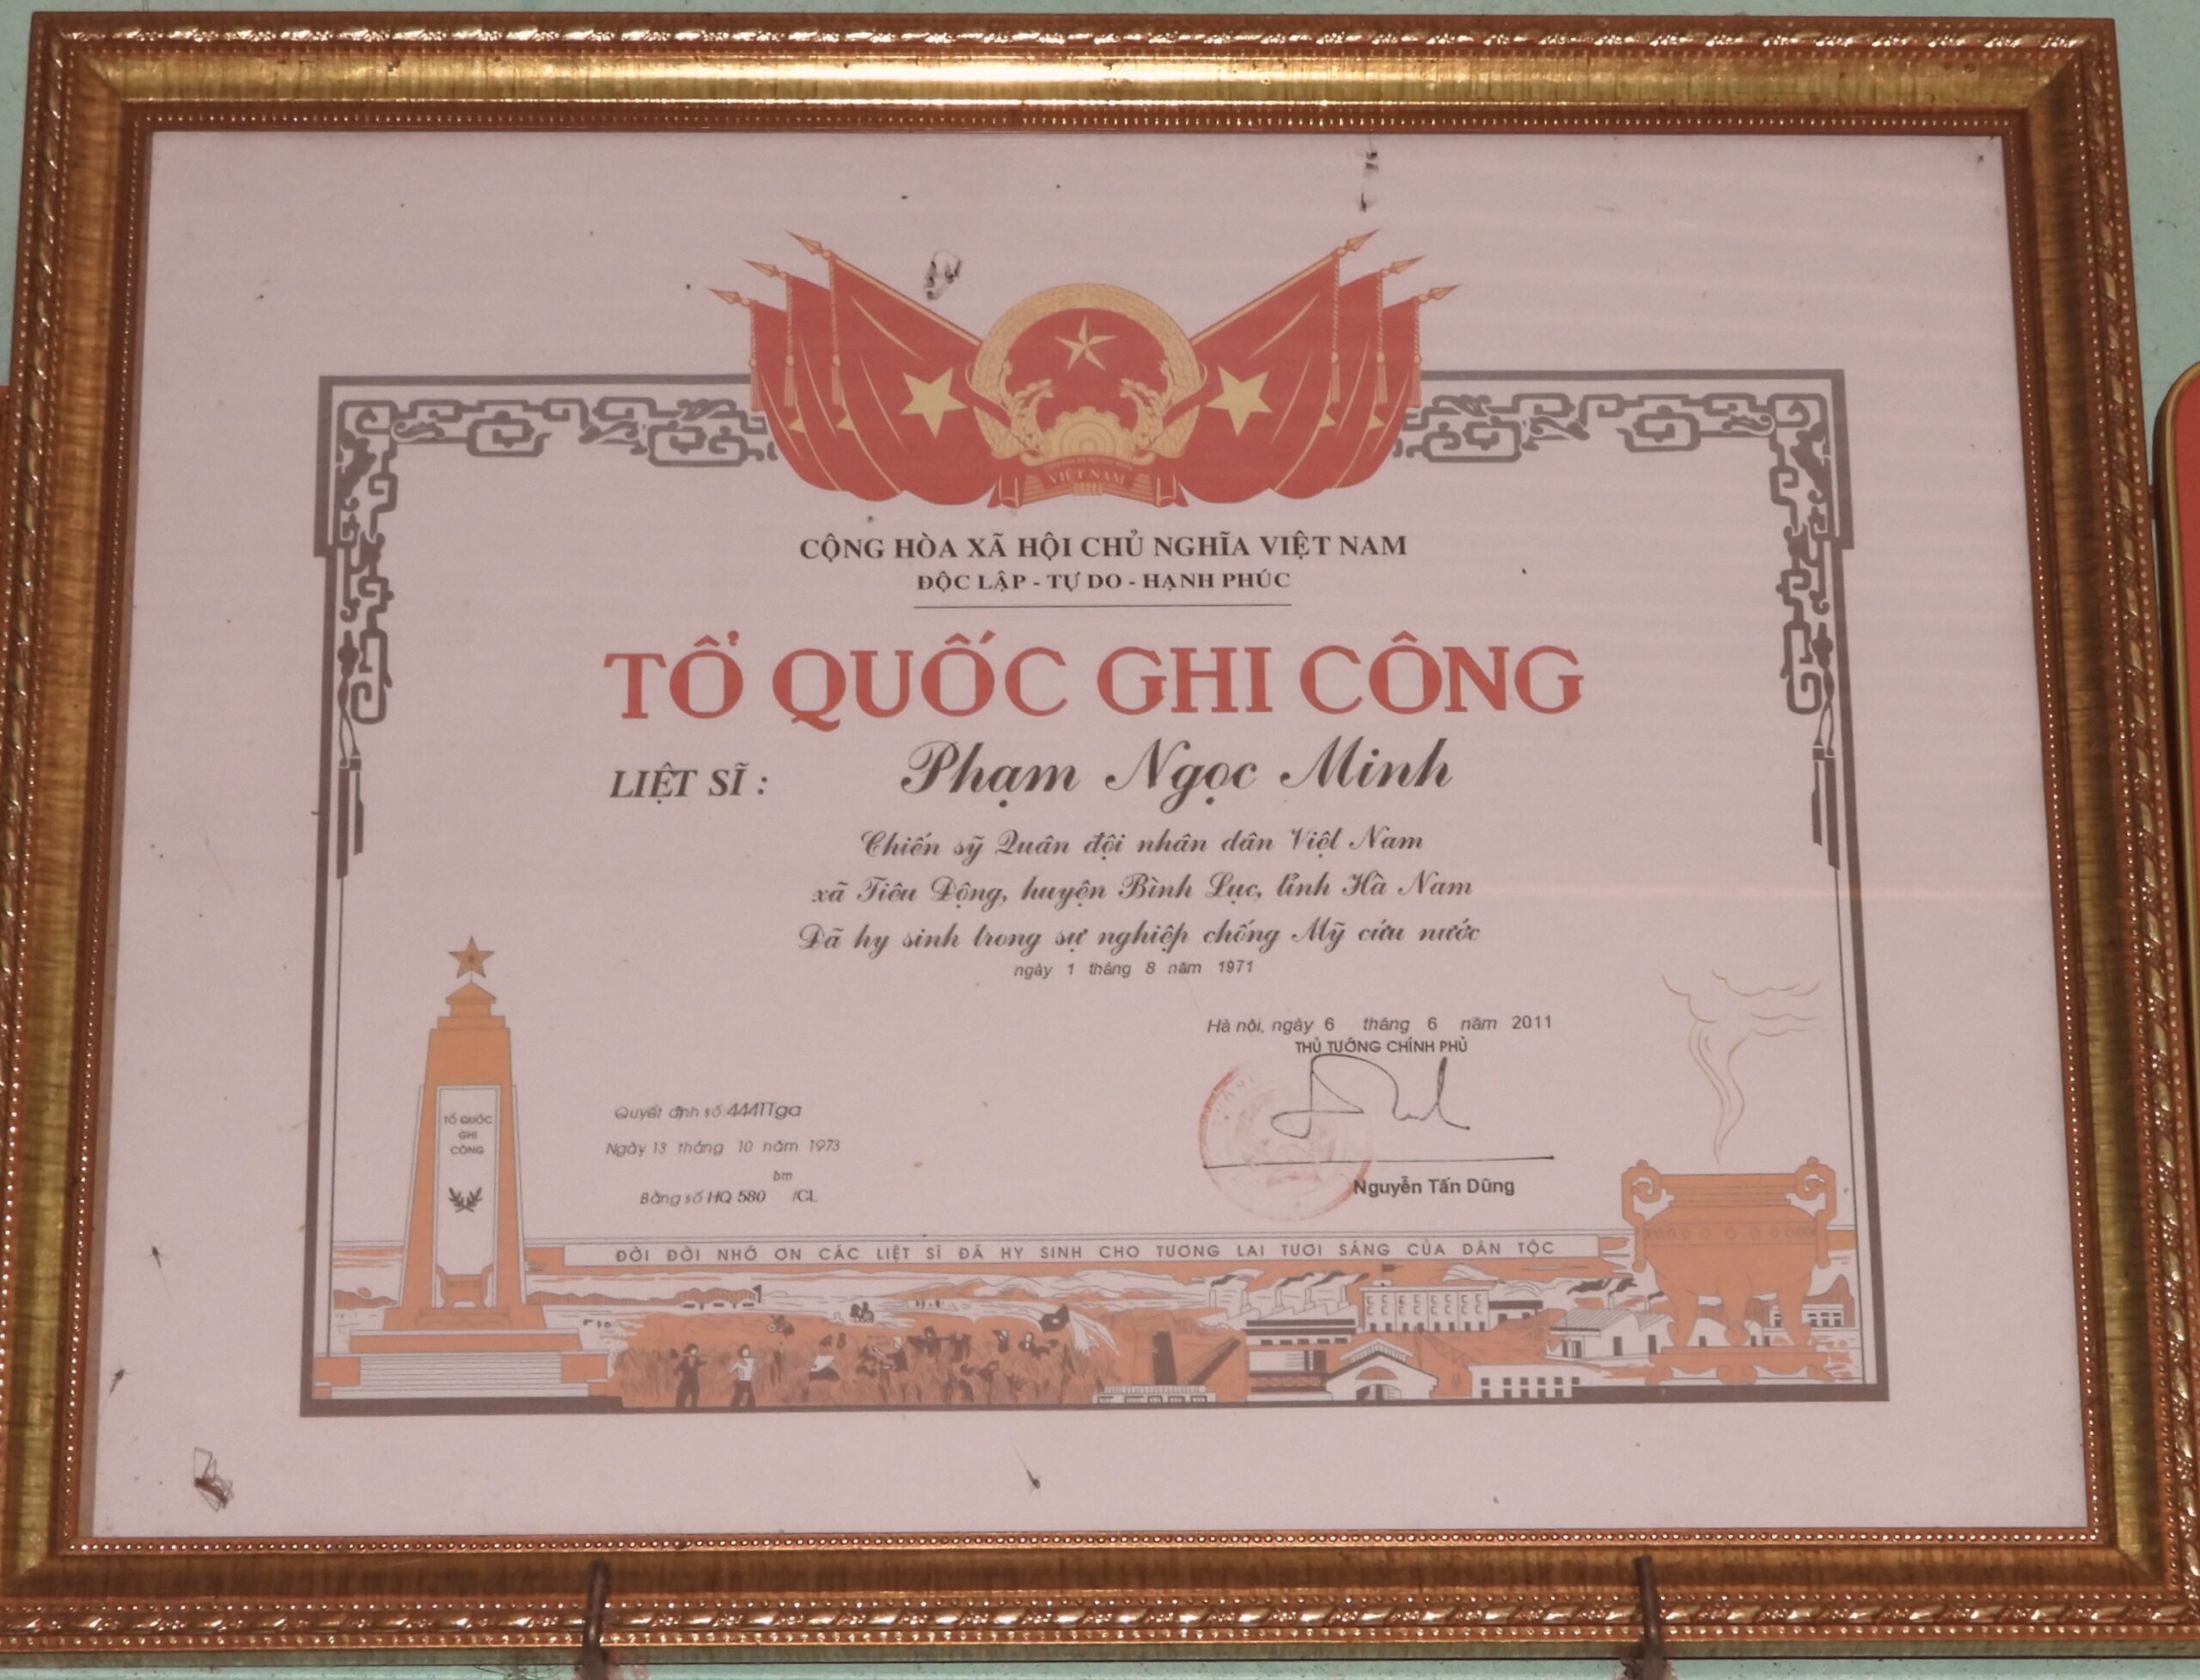 VIỆT NAM
CỘNG HÒA XÃ HỘI CHỦ NGHĨA VIỆT NAM
ĐỘC LẬP - TỰ DO - HẠNH PHÚC
TỔ QUỐC GHI CÔNG
LIỆT SĨ : Phạm Ngọc Minh
Chiến sỹ Quân đội nhân dân Việt Nam
xã Tiêu Động, huyện Bình Lục, tỉnh Hà Nam
Đã hy sinh trong sự nghiệp chống Mỹ cứu nước
ngày 1 tháng 8 năm 1971
Hà nội, ngày 6 tháng 6 năm 2011
THỦ TƯỚNG CHÍNH PHỦ
Quyết định số 444TTga
Ngày 13 tháng 10 năm 1973
bm
Bằng số HQ 580 /CL
Nguyễn Tấn Dũng
TỔ QUỐC
GHI
CÔNG
ĐỜI ĐỜI NHỚ ƠN CÁC LIỆT SĨ ĐÃ HY SINH CHO TƯƠNG LAI TƯƠI SÁNG CỦA DÂN TỘC